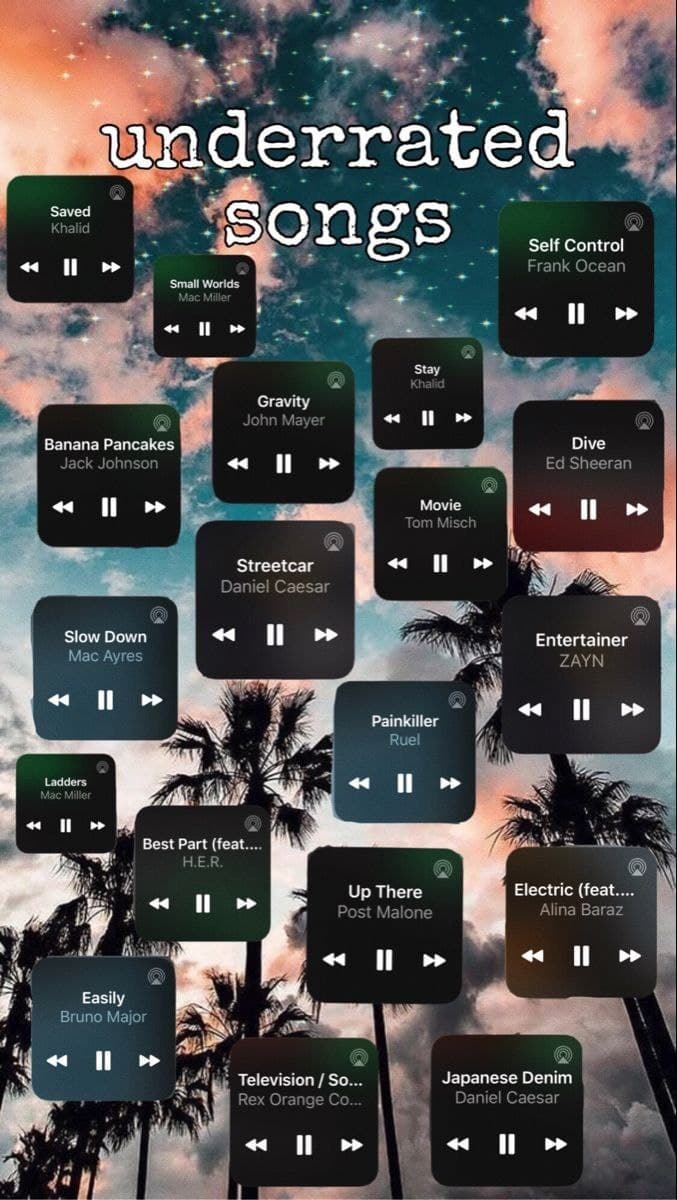 underrated
songs
Saved
Khalid
Small Worlds
Mac Miller
Self Control
Frank Ocean
Gravity
John Mayer
Stay
Khalid
Banana Pancakes
Jack Johnson
Dive
Ed Sheeran
Movie
Tom Misch
Streetcar
Daniel Caesar
Slow Down
Mac Ayres
Entertainer
ZAYN
Painkiller
Ruel
Ladders
Mac Miller
Best Part (feat....
H.E.R.
Up There
Post Malone
Electric (feat....
Alina Baraz
Easily
Bruno Major
Television / So...
Rex Orange Co...
Japanese Denim
Daniel Caesar